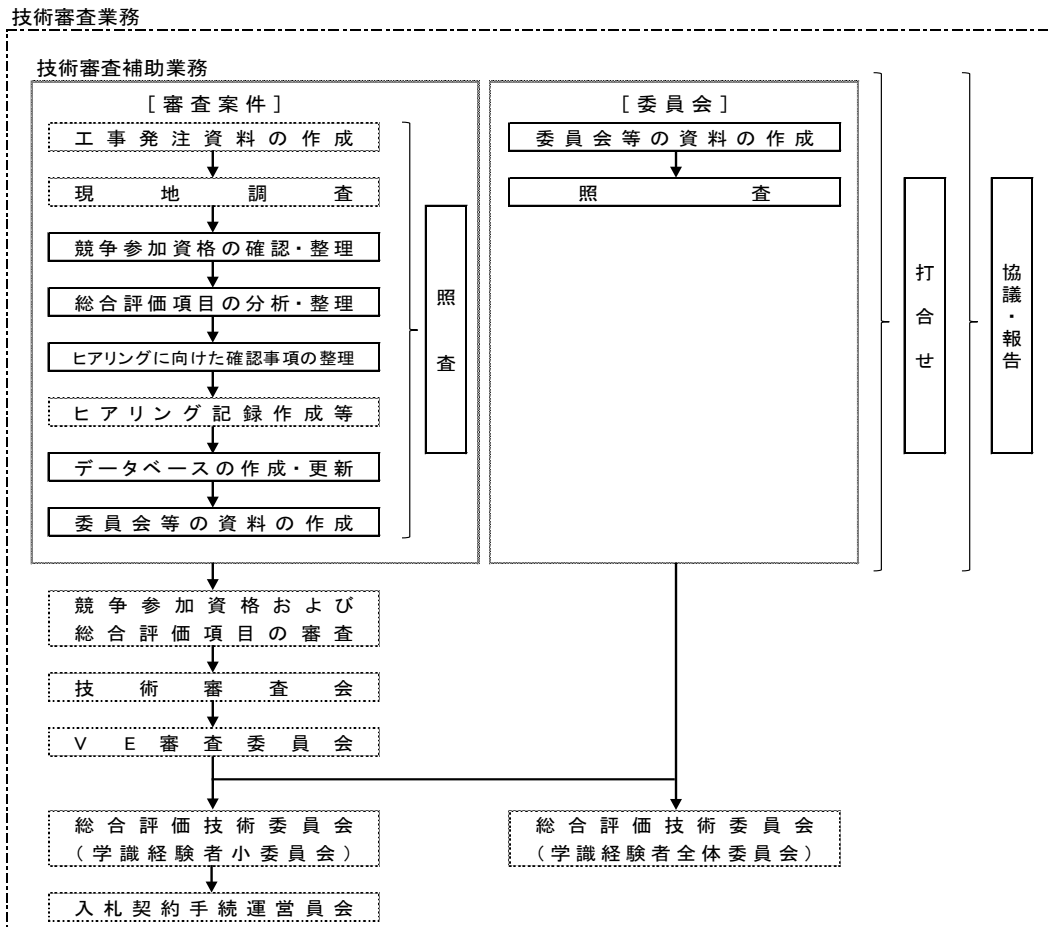 技術審査業務
技術審査補助業務
[審査案件]
工事発注資料の作成
現地調査
競争参加資格の確認・整理
総合評価項目の分析・整理
ヒアリングに向けた確認事項の整理
ヒアリング記録作成等
データベースの作成・更新
委員会等の資料の作成
照査
[委員会]
委員会等の資料の作成
照査
打合せ
協議・報告
競争参加資格および
総合評価項目の審査
技術審査会
VE審査委員会
総合評価技術委員会
(学識経験者小委員会)
総合評価技術委員会
(学識経験者全体委員会)
入札契約手続運営員会